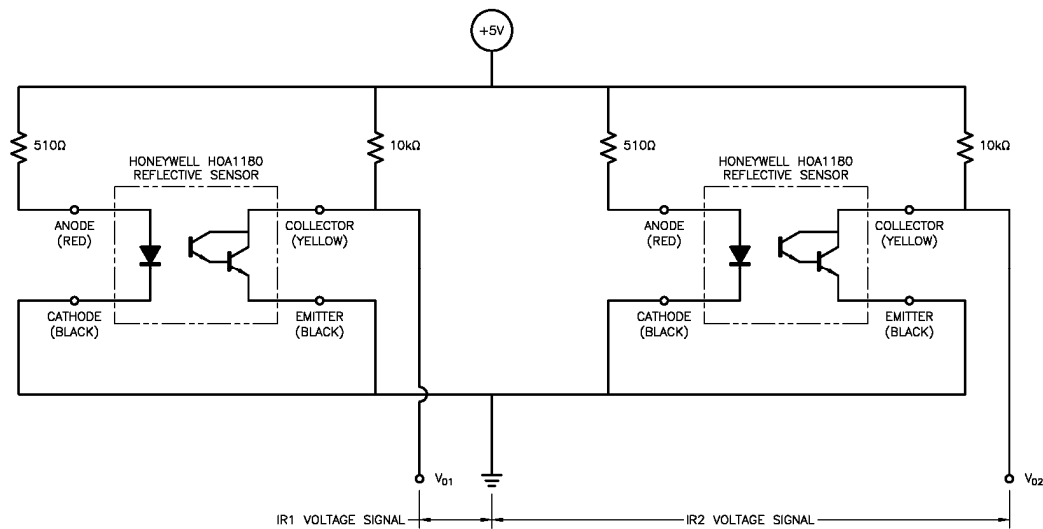 +5V
510Ω
10kΩ
510Ω
10kΩ
HONEYWELL HOA1180
REFLECTIVE SENSOR
HONEYWELL HOA1180
REFLECTIVE SENSOR
ANODE
(RED)
COLLECTOR
(YELLOW)
ANODE
(RED)
COLLECTOR
(YELLOW)
CATHODE
(BLACK)
EMITTER
(BLACK)
CATHODE
(BLACK)
EMITTER
(BLACK)
V01
V02
IR1 VOLTAGE SIGNAL
IR2 VOLTAGE SIGNAL